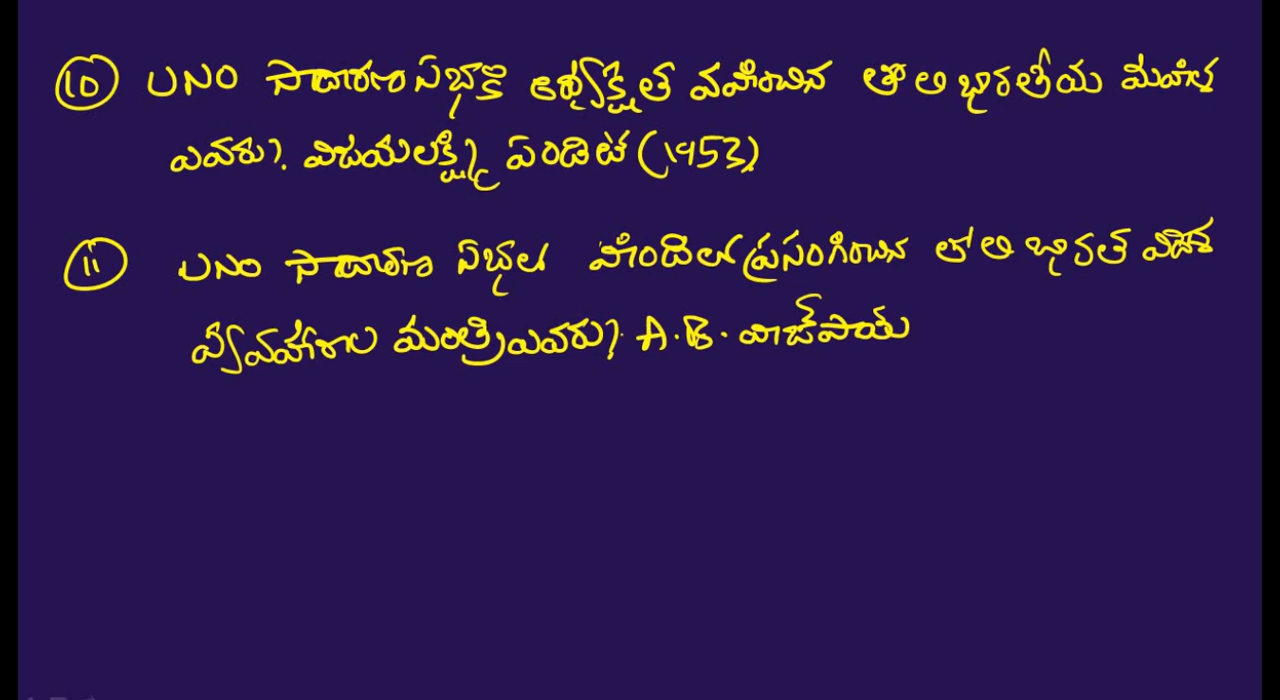 (10) UNO సాదారణ సభకి అధ్యక్షత వహించిన తొలి భారతీయ మహిళ
ఎవరు? విజయలక్ష్మి పండిట్ (1953)
(11) UNO సాదారణ సభలో హిందీలో ప్రసంగించిన తొలి భారత విదేశ
వ్యవహారాల మంత్రి ఎవరు? A.B. వాజ్‌పాయ్